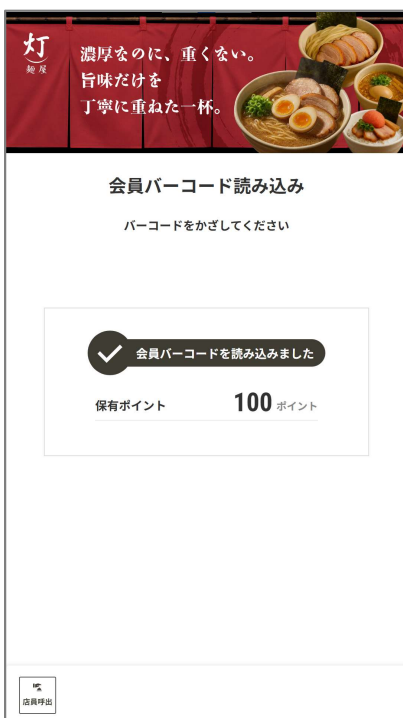 灯
麺屋
濃厚なのに、重くない。
旨味だけを
丁寧に重ねた一杯。
会員バーコード読み込み
バーコードをかざしてください
会員バーコードを読み込みました
保有ポイント 100 ポイント
店員呼出